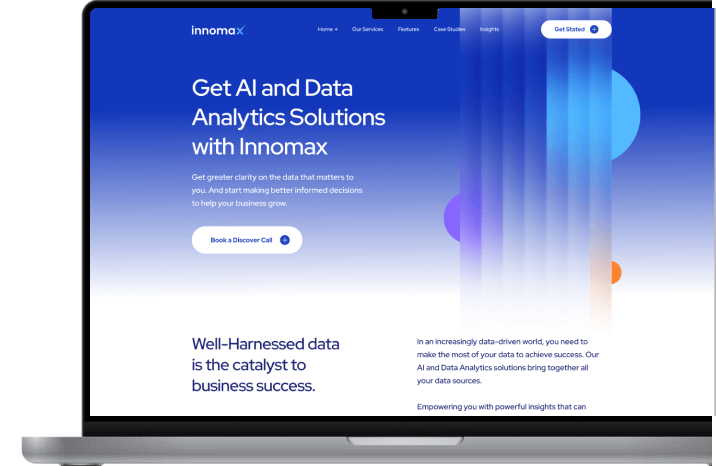 innomax
Home +
Our Services
Features
Case Studies
Insights
Get Stated
Get AI and Data
Analytics Solutions
with Innomax
Get greater clarity on the data that matters to
you. And start making better informed decisions
to help your business grow.
Book a Discover Call
Well-Harnessed data
is the catalyst to
business success.
In an increasingly data-driven world, you need to
make the most of your data to achieve success. Our
AI and Data Analytics solutions bring together all
your data sources.
Empowering you with powerful insights that can